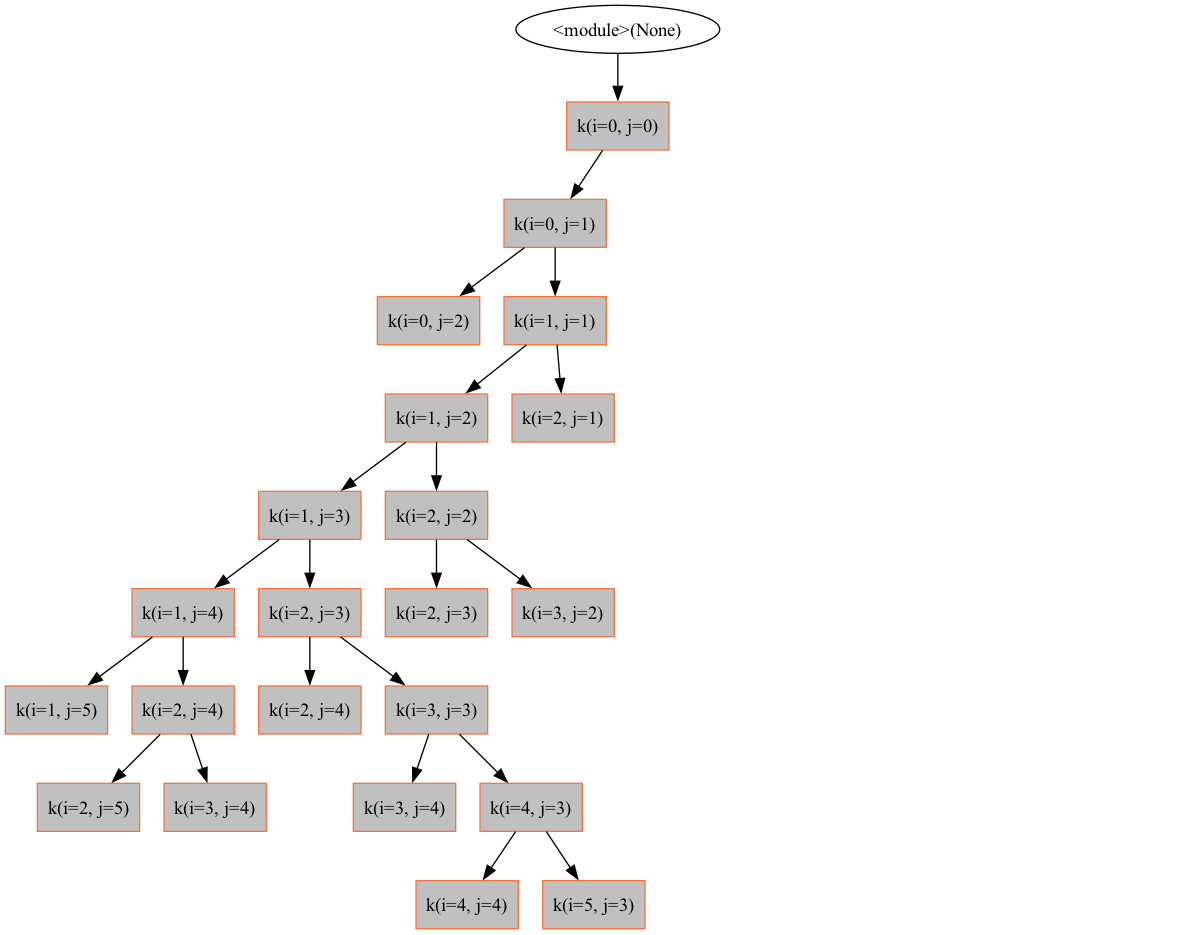 <module>(None)
k(i=0, j=0)
k(i=0, j=1)
k(i=0, j=2)
k(i=1, j=1)
k(i=1, j=2)
k(i=2, j=1)
k(i=1, j=3)
k(i=2, j=2)
k(i=1, j=4)
k(i=2, j=3)
k(i=2, j=3)
k(i=3, j=2)
k(i=1, j=5)
k(i=2, j=4)
k(i=2, j=4)
k(i=3, j=3)
k(i=2, j=5)
k(i=3, j=4)
k(i=3, j=4)
k(i=4, j=3)
k(i=4, j=4)
k(i=5, j=3)